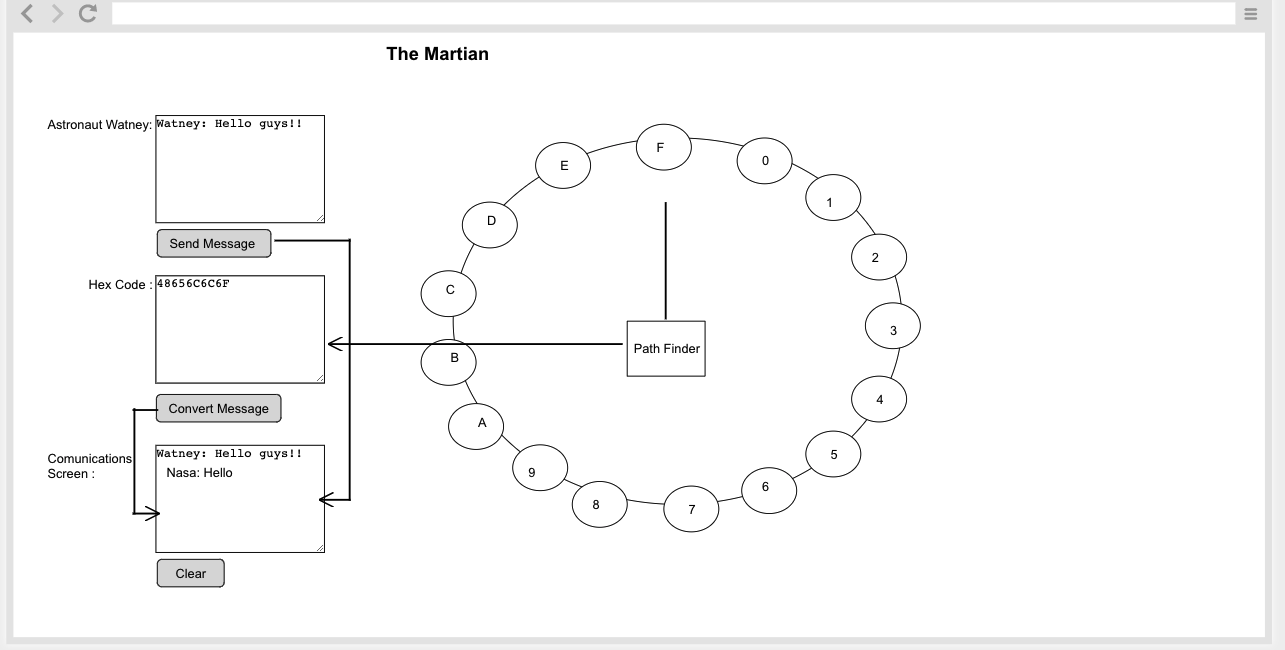 The Martian
Astronaut Watney:
Watney: Hello guys!!
Send Message
Hex Code :
48656C6C6F
Convert Message
Comunications
Screen :
Watney: Hello guys!!
Nasa: Hello
Clear
F
0
1
2
3
4
5
6
7
8
9
A
B
C
D
E
Path Finder